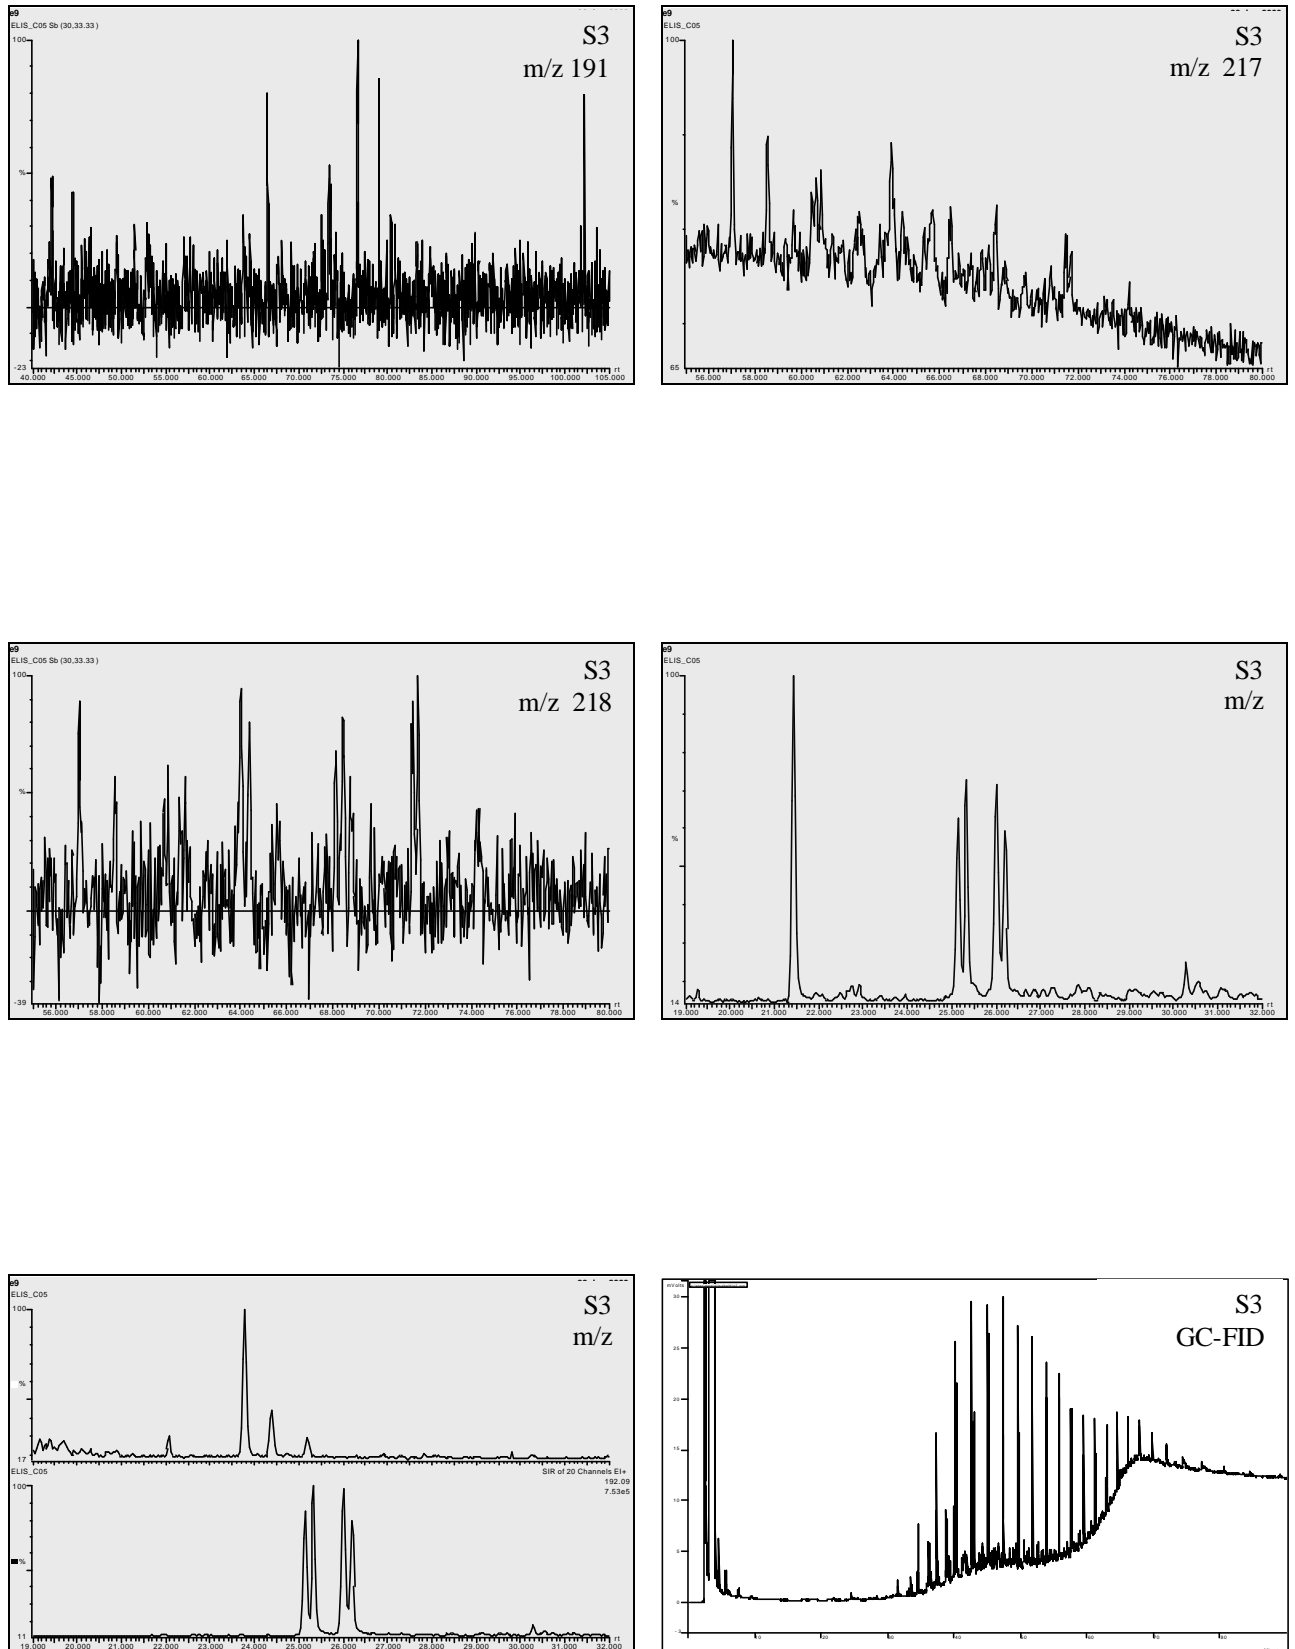 e9
ELIS_C05 Sb (30,33.33 )
S3
m/z 191
100
%
-23
40.000 45.000 50.000 55.000 60.000 65.000 70.000 75.000 80.000 85.000 90.000 95.000 100.000 105.000
rt
e9
ELIS_C05
S3
m/z 217
100
%
65
56.000 58.000 60.000 62.000 64.000 66.000 68.000 70.000 72.000 74.000 76.000 78.000 80.000
rt
e9
ELIS_C05 Sb (30,33.33 )
S3
m/z 218
100
%
-39
56.000 58.000 60.000 62.000 64.000 66.000 68.000 70.000 72.000 74.000 76.000 78.000 80.000
rt
e9
ELIS_C05
S3
m/z
100
%
14
19.000 20.000 21.000 22.000 23.000 24.000 25.000 26.000 27.000 28.000 29.000 30.000 31.000 32.000
rt
e9
ELIS_C05
S3
m/z
100
%
17
ELIS_C05
SIR of 20 Channels EI+
192.09
7.53e5
100
%
11
19.000 20.000 21.000 22.000 23.000 24.000 25.000 26.000 27.000 28.000 29.000 30.000 31.000 32.000
rt
mVolts
S3
GC-FID
30
25
20
15
10
5
0
10 20 30 40 50 60 70 80